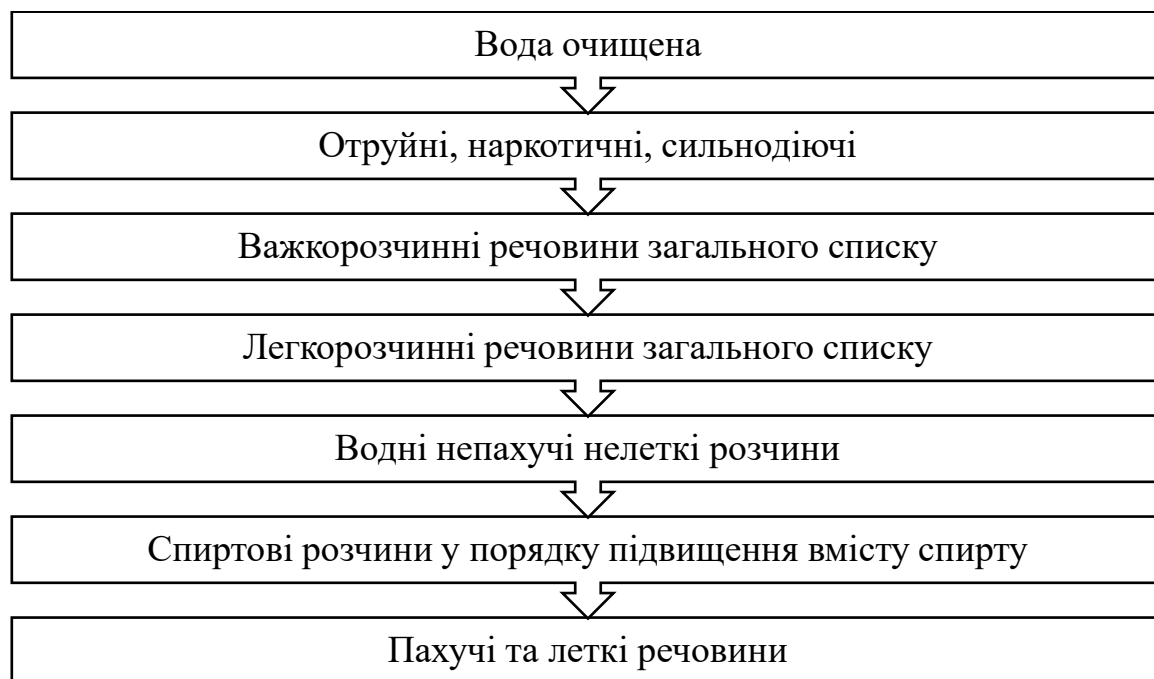 Вода очищена
Отруйні, наркотичні, сильнодіючі
Важкорозчинні речовини загального списку
Легкорозчинні речовини загального списку
Водні непахучі нелеткі розчини
Спиртові розчини у порядку підвищення вмісту спирту
Пахучі та леткі речовини